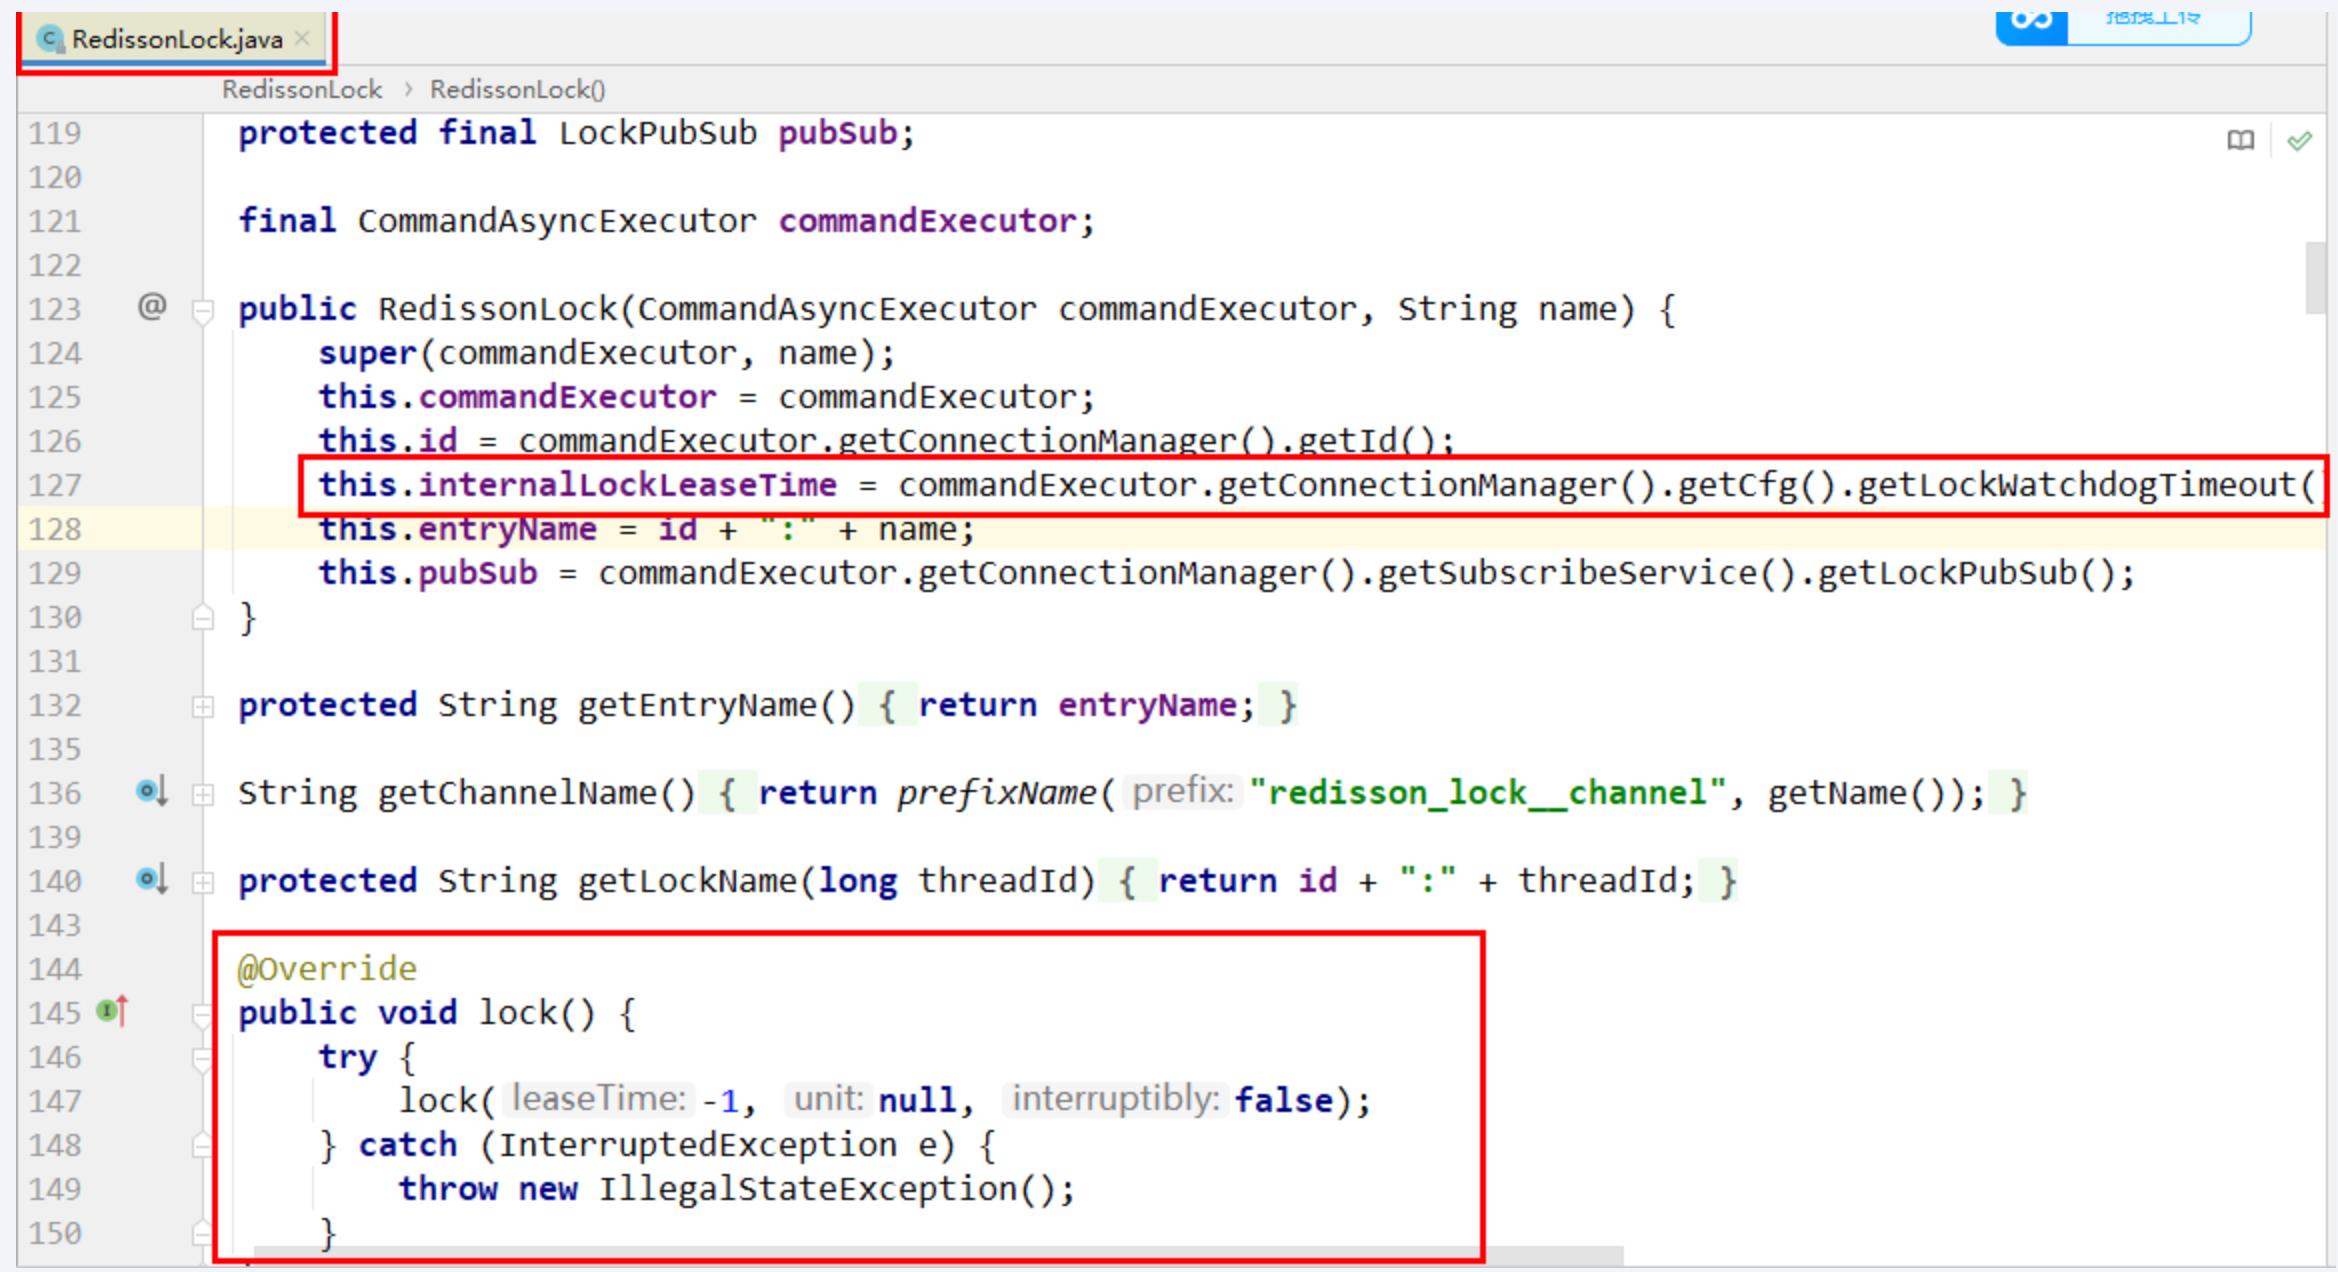 RedissonLock.java
拖拽上传
RedissonLock › RedissonLock()
119 protected final LockPubSub pubSub;
120
121 final CommandAsyncExecutor commandExecutor;
122
123 @ public RedissonLock(CommandAsyncExecutor commandExecutor, String name) {
124 super(commandExecutor, name);
125 this.commandExecutor = commandExecutor;
126 this.id = commandExecutor.getConnectionManager().getId();
127 this.internalLockLeaseTime = commandExecutor.getConnectionManager().getCfg().getLockWatchdogTimeout(
128 this.entryName = id + ":" + name;
129 this.pubSub = commandExecutor.getConnectionManager().getSubscribeService().getLockPubSub();
130 }
131
132 protected String getEntryName() { return entryName; }
135
136 String getChannelName() { return prefixName( prefix: "redisson_lock__channel", getName()); }
139
140 protected String getLockName(long threadId) { return id + ":" + threadId; }
143
144 @Override
145 public void lock() {
146 try {
147 lock( leaseTime: -1, unit: null, interruptibly: false);
148 } catch (InterruptedException e) {
149 throw new IllegalStateException();
150 }